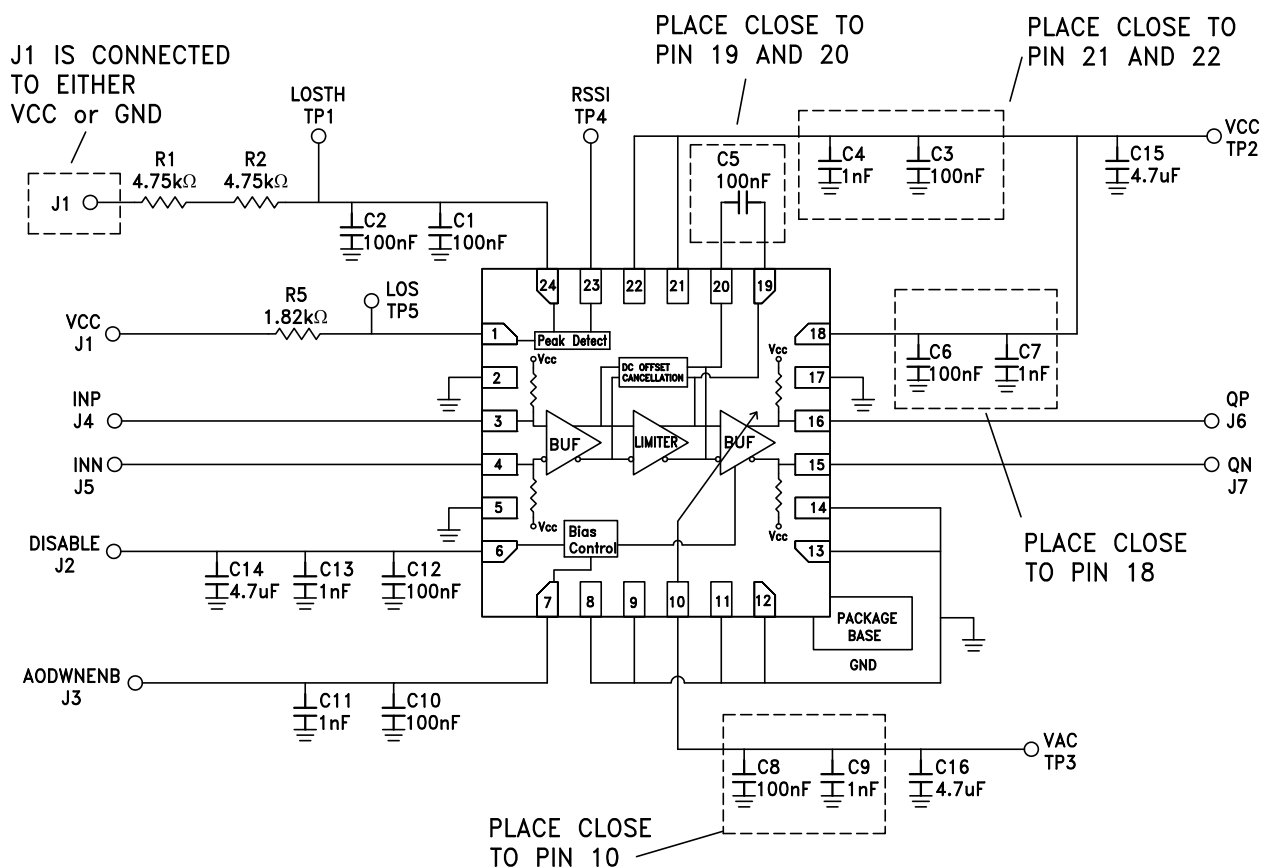 J1 IS CONNECTED
TO EITHER
VCC or GND
PLACE CLOSE TO
PIN 19 AND 20
PLACE CLOSE TO
PIN 21 AND 22
LOSTH
TP1
RSSI
TP4
VCC
TP2
R1
4.75kΩ
R2
4.75kΩ
C5
100nF
C4
1nF
C3
100nF
C15
4.7uF
J1
C2
100nF
C1
100nF
24
23
22
21
20
19
LOS
TP5
R5
1.82kΩ
VCC
J1
1
Peak Detect
18
C6
100nF
C7
1nF
Vcc
DC OFFSET
CANCELLATION
Vcc
2
17
INP
J4
3
16
QP
J6
BUF
LIMITER
BUF
INN
J5
4
15
QN
J7
5
14
Vcc
Vcc
DISABLE
J2
6
Bias
Control
13
PLACE CLOSE
TO PIN 18
C14
4.7uF
C13
1nF
C12
100nF
7
8
9
10
11
12
PACKAGE
BASE
GND
AODWNENB
J3
C11
1nF
C10
100nF
VAC
TP3
C8
100nF
C9
1nF
C16
4.7uF
PLACE CLOSE
TO PIN 10